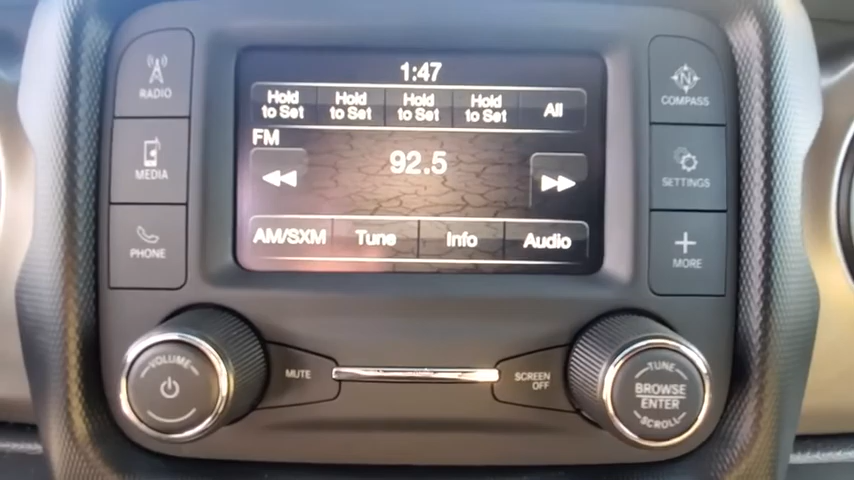 1:47
RADIO
Hold to Set
Hold to Set
Hold to Set
Hold to Set
All
N
COMPASS
FM
92.5
MEDIA
SETTINGS
AM/SXM
Tune
Info
Audio
PHONE
MORE
VOLUME
MUTE
SCREEN
OFF
TUNE
BROWSE
ENTER
SCROLL